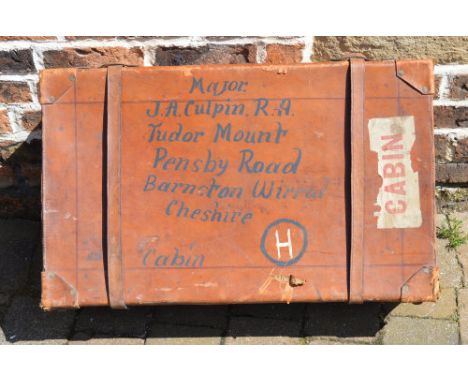 Major.
J.A. Culpin. R.A.
Tudor Mount
Pensby Road
Barnston Wirral
Cheshire
H
Cabin
CABIN